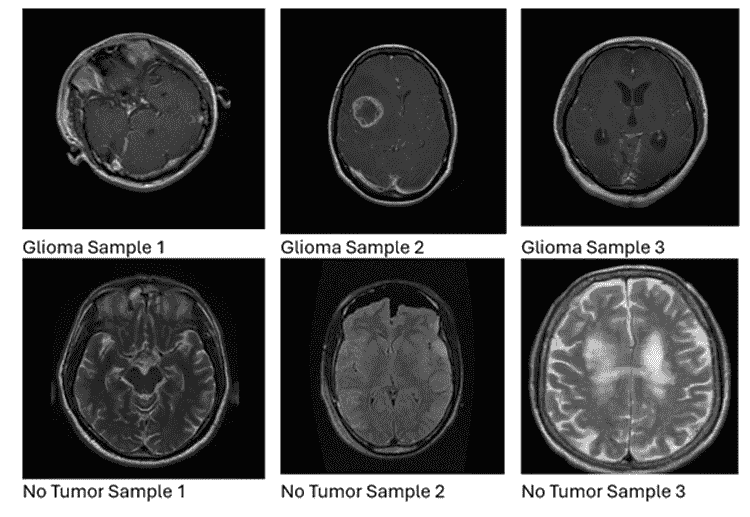 Glioma Sample 1
Glioma Sample 2
Glioma Sample 3
No Tumor Sample 1
No Tumor Sample 2
No Tumor Sample 3